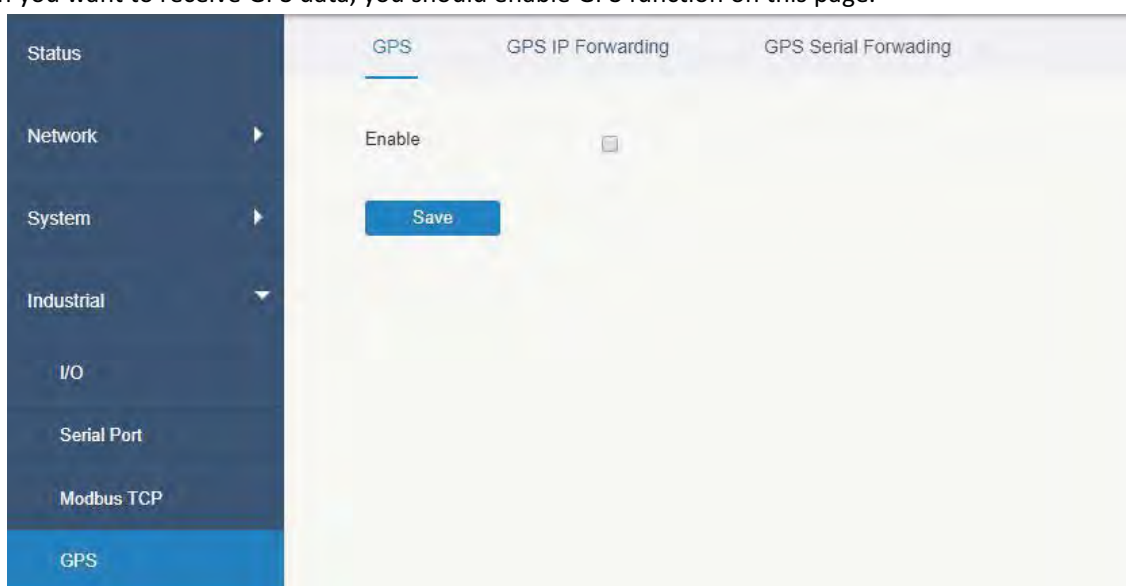 you want to receive GPS data, you should enable GPS function on this page.
Status
GPS
GPS IP Forwarding
GPS Serial Forwading
Network
Enable
System
Save
Industrial
I/O
Serial Port
Modbus TCP
GPS